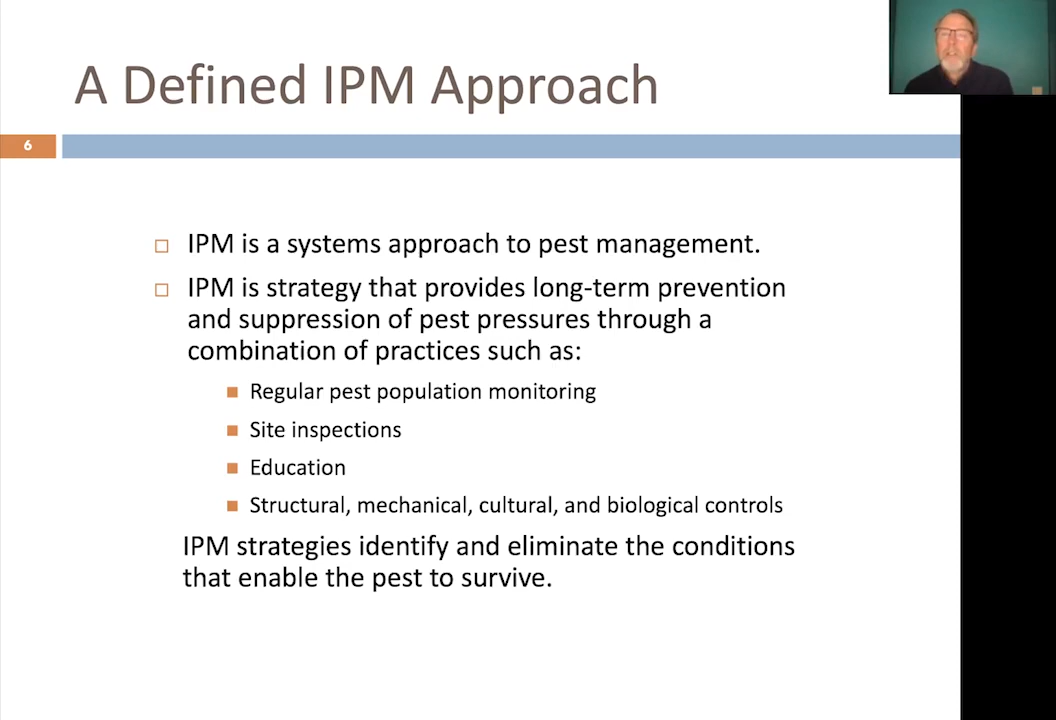 A Defined IPM Approach
6
IPM is a systems approach to pest management.
IPM is strategy that provides long-term prevention
and suppression of pest pressures through a
combination of practices such as:
Regular pest population monitoring
Site inspections
Education
Structural, mechanical, cultural, and biological controls
IPM strategies identify and eliminate the conditions
that enable the pest to survive.